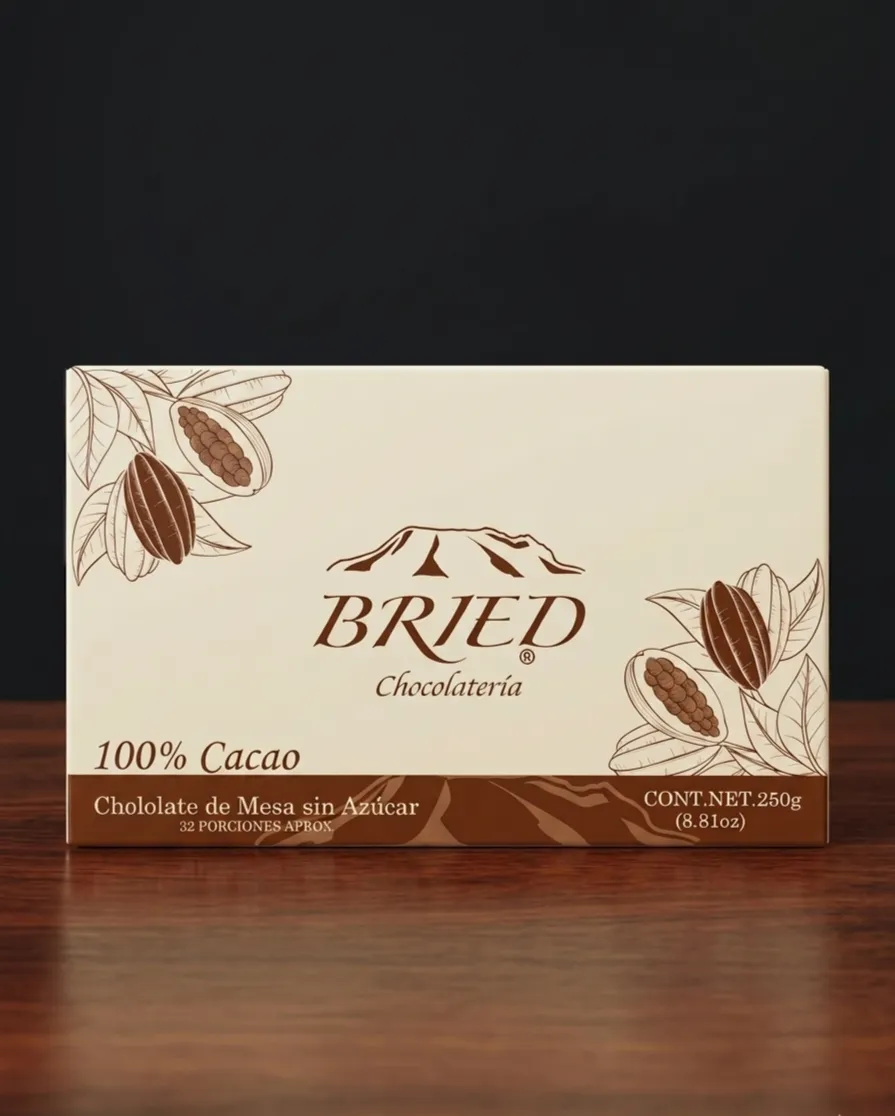 BRIED
®
Chocolatería
100% Cacao
Chololate de Mesa sin Azúcar
32 PORCIONES APROX.
CONT.NET.250g
(8.81oz)